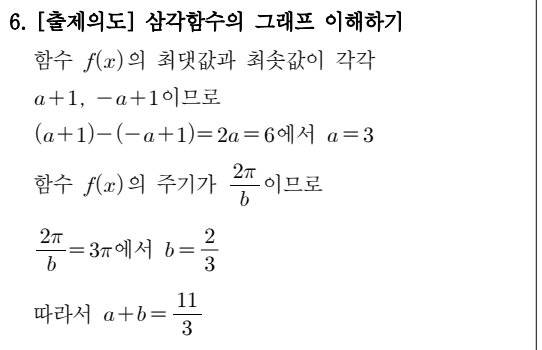 6. [출제의도] 삼각함수의 그래프 이해하기
함수 f(x)의 최댓값과 최솟값이 각각
a+1, −a+1이므로
(a+1)−(−a+1)=2a=6에서 a=3
함수 f(x)의 주기가 2π/b 이므로
2π/b=3π에서 b=2/3
따라서 a+b=11/3